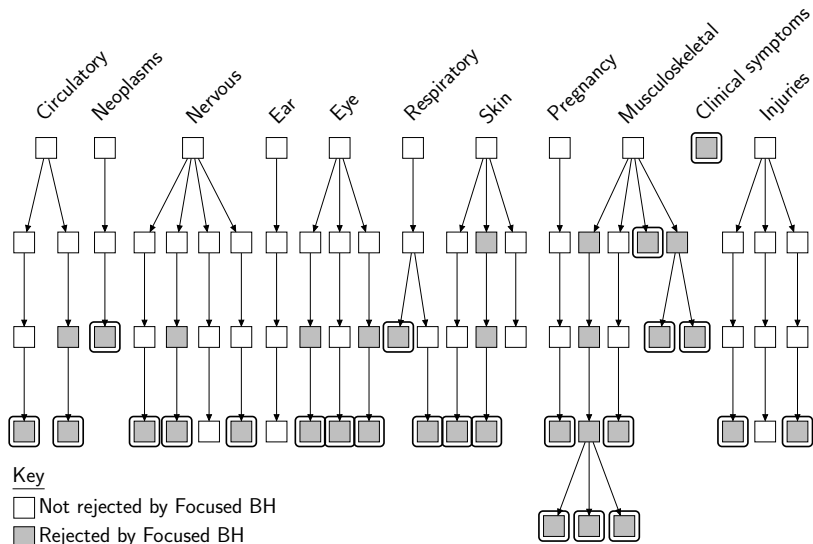 Circulatory
Neoplasms
Nervous
Ear
Eye
Respiratory
Skin
Pregnancy
Musculoskeletal
Clinical symptoms
Injuries
Key
Not rejected by Focused BH
Rejected by Focused BH